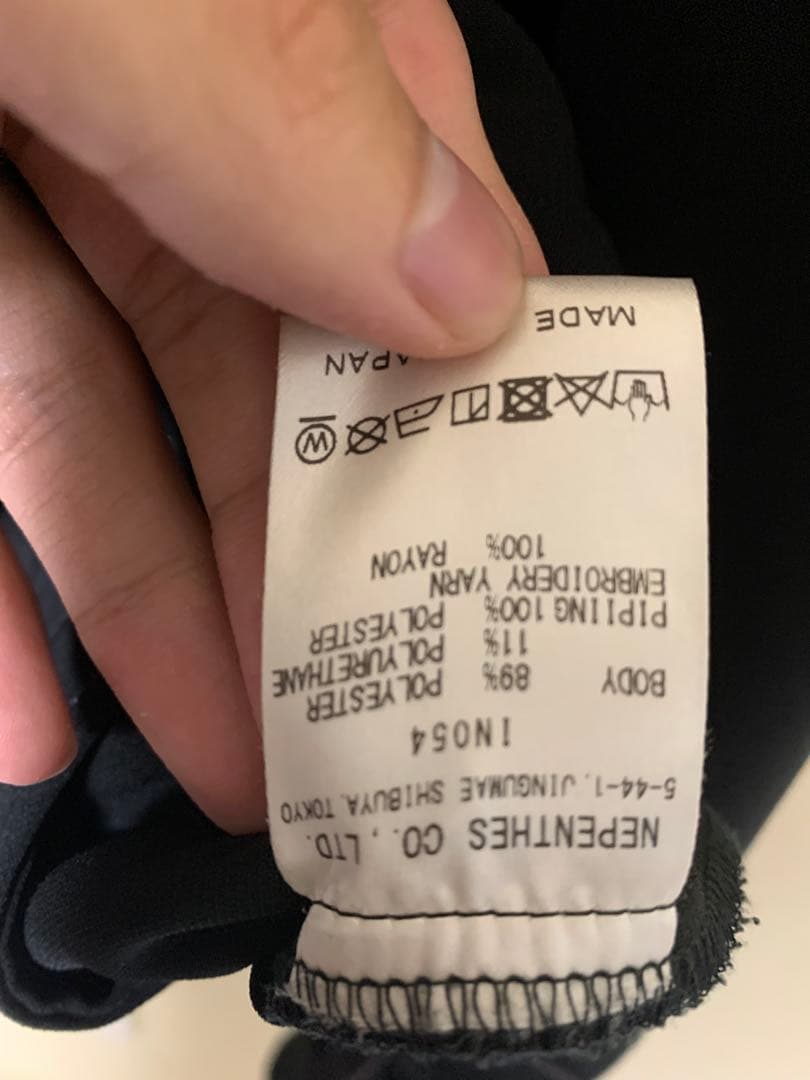 NEPENTHES CO., LTD.
5-44-1, JINGUMAE SHIBUYA, TOKYO
IN054
BODY 89% POLYESTER
11% POLYURETHANE
PIPIING 100% POLYESTER
EMBROIDERY YARN
100% RAYON
W
MADE APAN